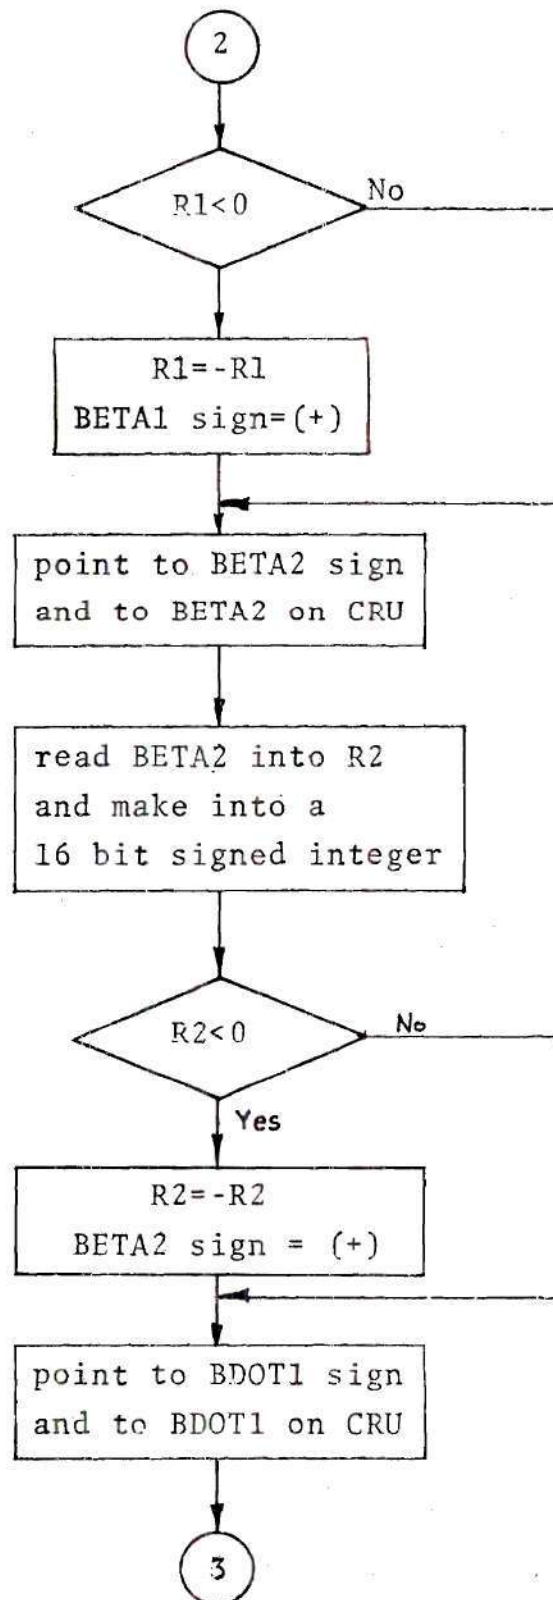 2
R1<0
No
R1=-R1
BETA1 sign=(+)
point to BETA2 sign
and to BETA2 on CRU
read BETA2 into R2
and make into a
16 bit signed integer
R2<0
No
Yes
R2=-R2
BETA2 sign = (+)
point to BDOT1 sign
and to BDOT1 on CRU
3